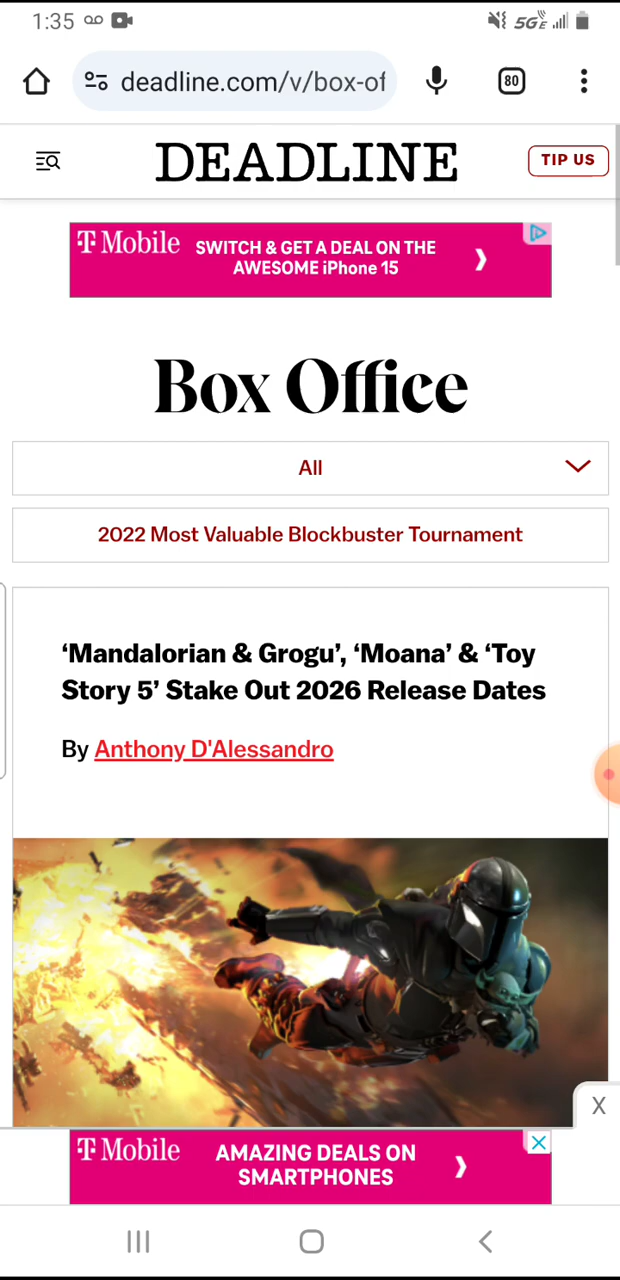 1:35
5GE
deadline.com/v/box-of
80
DEADLINE
TIP US
T Mobile
SWITCH & GET A DEAL ON THE
AWESOME iPhone 15
Box Office
All
2022 Most Valuable Blockbuster Tournament
‘Mandalorian & Grogu’, ‘Moana’ & ‘Toy
Story 5’ Stake Out 2026 Release Dates
By Anthony D'Alessandro
X
T Mobile
AMAZING DEALS ON
SMARTPHONES